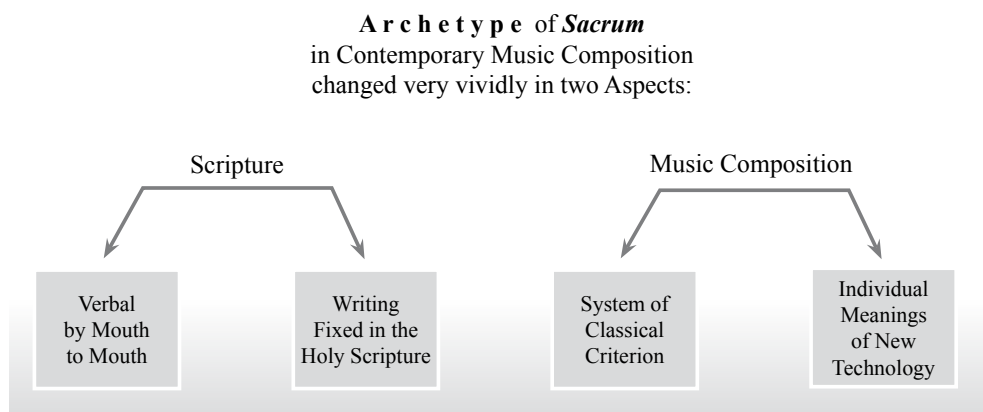 Archetype of Sacrum
in Contemporary Music Composition
changed very vividly in two Aspects:
Scripture
Music Composition
Verbal
by Mouth
to Mouth
Writing
Fixed in the
Holy Scripture
System of
Classical
Criterion
Individual
Meanings
of New
Technology